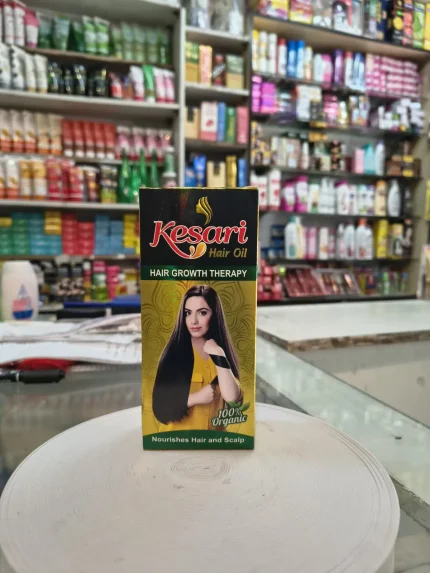 Kesari
Hair Oil
HAIR GROWTH THERAPY
100%
Organic
Nourishes Hair and Scalp